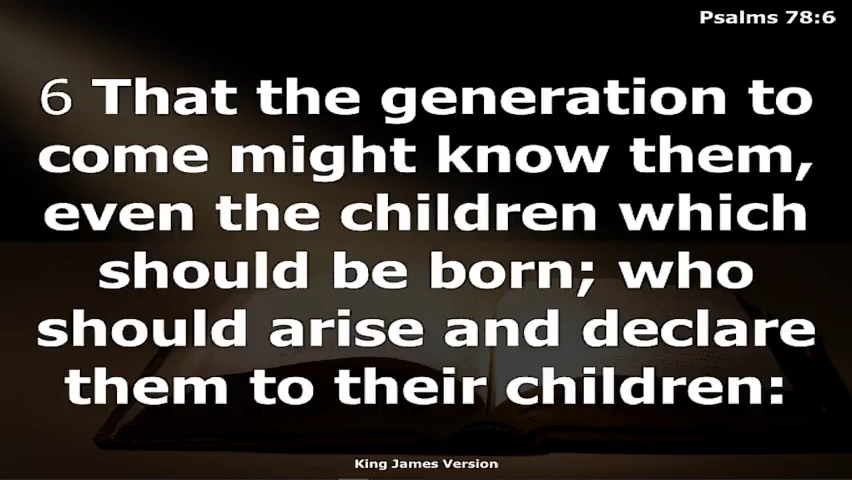 Psalms 78:6
6 That the generation to
come might know them,
even the children which
should be born; who
should arise and declare
them to their children:
King James Version